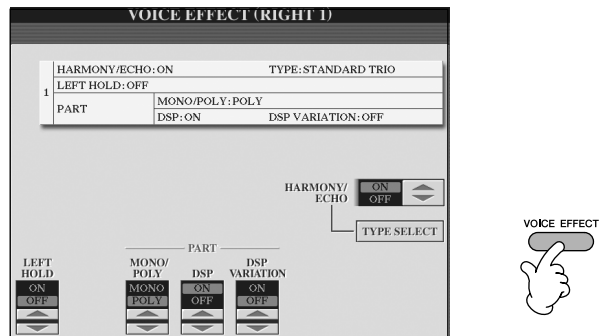 VOICE EFFECT (RIGHT 1)
1
HARMONY/ECHO:ON TYPE:STANDARD TRIO
LEFT HOLD:OFF
PART
MONO/POLY:POLY
DSP:ON DSP VARIATION:OFF
HARMONY/
ECHO
ON
OFF
TYPE SELECT
VOICE EFFECT
PART
LEFT
HOLD
ON
OFF
MONO/
POLY
MONO
POLY
DSP
ON
OFF
DSP
VARIATION
ON
OFF